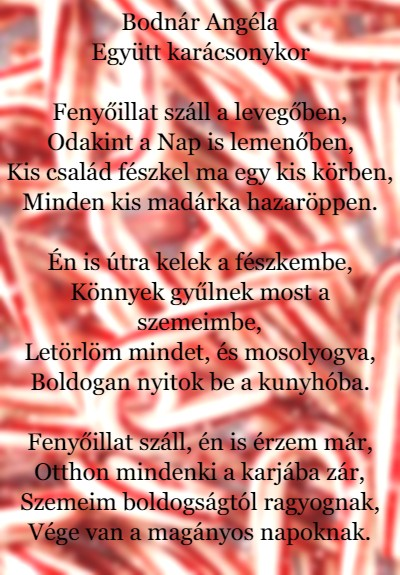 Bodnár Angéla
Együtt karácsonykor
Fenyőillat száll a levegőben,
Odakint a Nap is lemenőben,
Kis család fészkel ma egy kis körben,
Minden kis madárka hazaröppen.
Én is útra kelek a fészkembe,
Könnyek gyűlnek most a
szemeimbe,
Letörlöm mindet, és mosolyogva,
Boldogan nyitok be a kunyhóba.
Fenyőillat száll, én is érzem már,
Otthon mindenki a karjába zár,
Szemeim boldogságtól ragyognak,
Vége van a magányos napoknak.